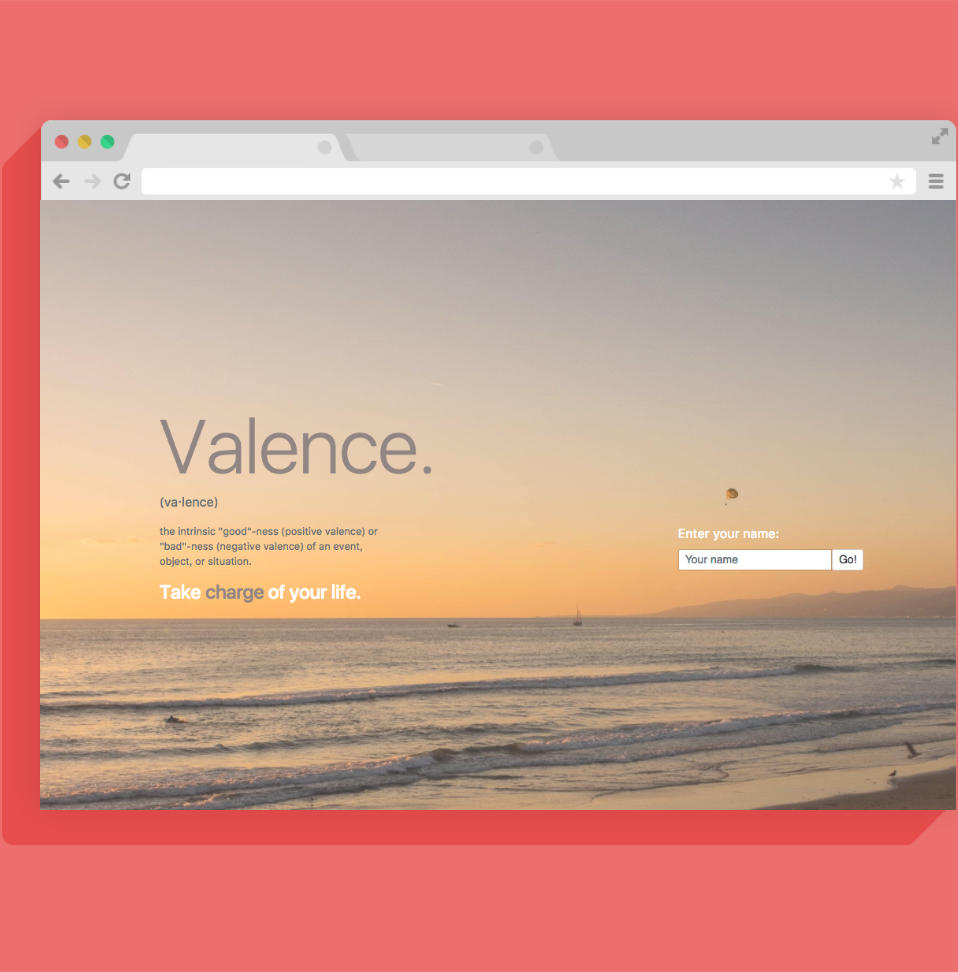 Valence.
(va·lence)
the intrinsic "good"-ness (positive valence) or
"bad"-ness (negative valence) of an event,
object, or situation.
Take charge of your life.
Enter your name:
Your name
Go!